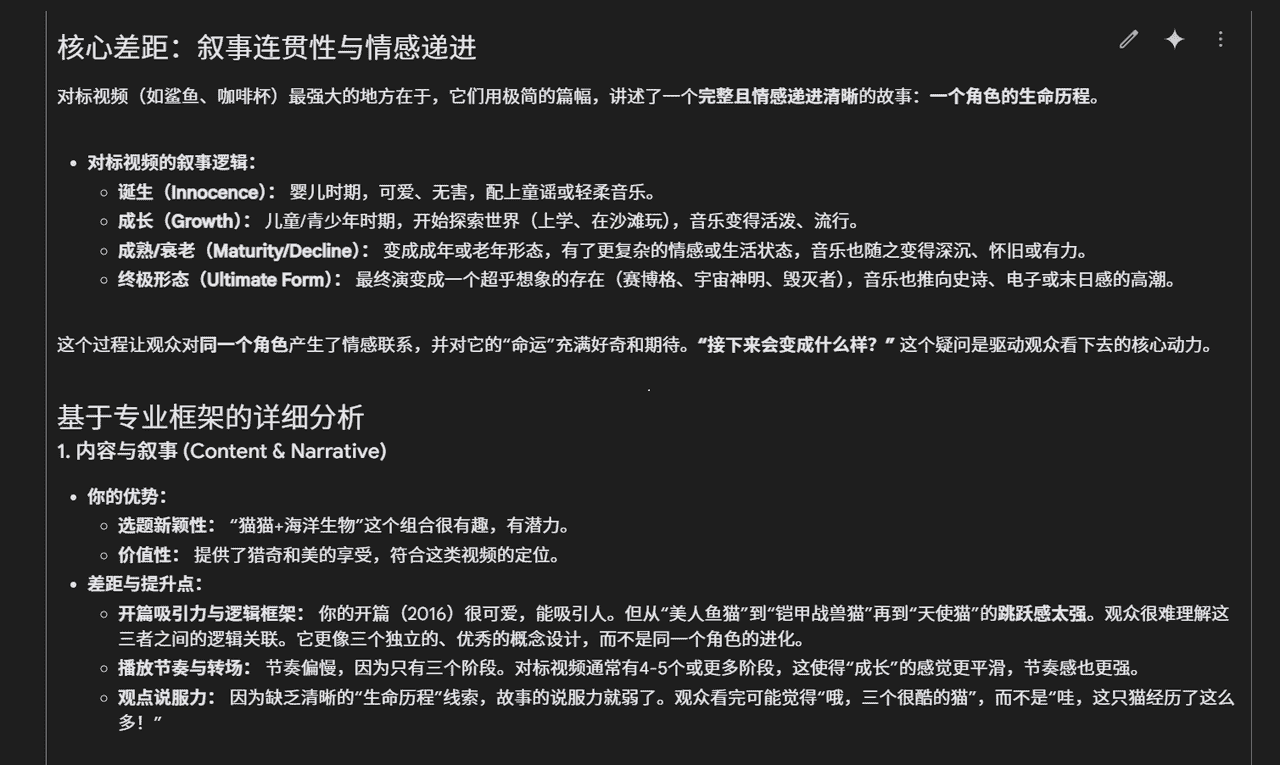 核心差距：叙事连贯性与情感递进
对标视频（如鲨鱼、咖啡杯）最强大的地方在于，它们用极简的篇幅，讲述了一个完整且情感递进清晰的故事：一个角色的生命历程。
• 对标视频的叙事逻辑：
○ 诞生（Innocence）： 婴儿时期，可爱、无害，配上童谣或轻柔音乐。
○ 成长（Growth）： 儿童/青少年时期，开始探索世界（上学、在沙滩玩），音乐变得活泼、流行。
○ 成熟/衰老（Maturity/Decline）： 变成成年或老年形态，有了更复杂的情感或生活状态，音乐也随之变得深沉、怀旧或有力。
○ 终极形态（Ultimate Form）： 最终演变成一个超乎想象的存在（赛博格、宇宙神明、毁灭者），音乐也推向史诗、电子或末日感的高潮。
这个过程让观众对同一个角色产生了情感联系，并对它的“命运”充满好奇和期待。“接下来会变成什么样？” 这个疑问是驱动观众看下去的核心动力。
基于专业框架的详细分析
1. 内容与叙事 (Content & Narrative)
• 你的优势：
○ 选题新颖性： “猫猫+海洋生物”这个组合很有趣，有潜力。
○ 价值性： 提供了猎奇和美的享受，符合这类视频的定位。
• 差距与提升点：
○ 开篇吸引力与逻辑框架： 你的开篇（2016）很可爱，能吸引人。但从“美人鱼猫”到“铠甲战兽猫”再到“天使猫”的跳跃感太强。观众很难理解这
三者之间的逻辑关联。它更像三个独立的、优秀的概念设计，而不是同一个角色的进化。
○ 播放节奏与转场： 节奏偏慢，因为只有三个阶段。对标视频通常有4-5个或更多阶段，这使得“成长”的感觉更平滑，节奏感也更强。
○ 观点说服力： 因为缺乏清晰的“生命历程”线索，故事的说服力就弱了。观众看完可能觉得“哦，三个很酷的猫”，而不是“哇，这只猫经历了这么
多！”